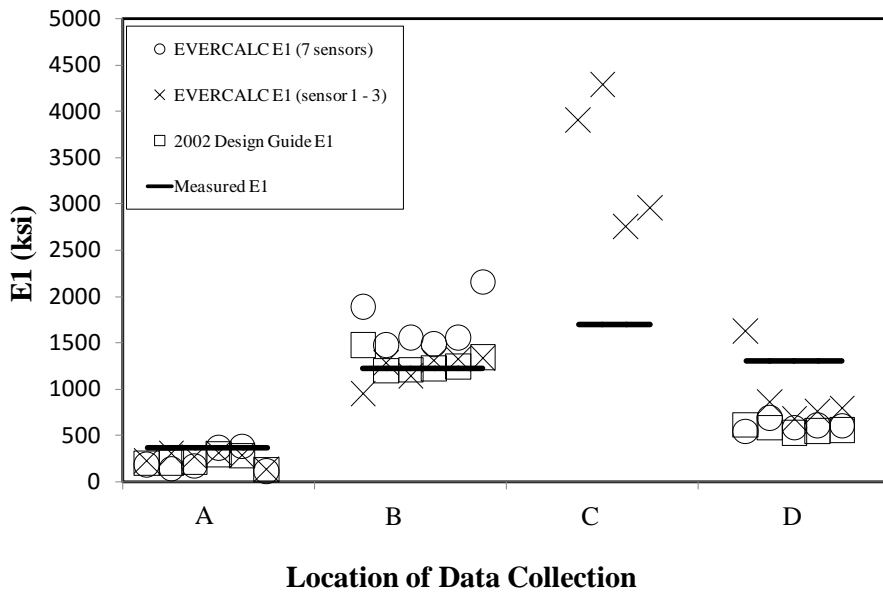 5000
4500
4000
3500
3000
2500
2000
1500
1000
500
0
E1 (ksi)
EVERCALC E1 (7 sensors)
EVERCALC E1 (sensor 1 - 3)
2002 Design Guide E1
Measured E1
A B C D
Location of Data Collection